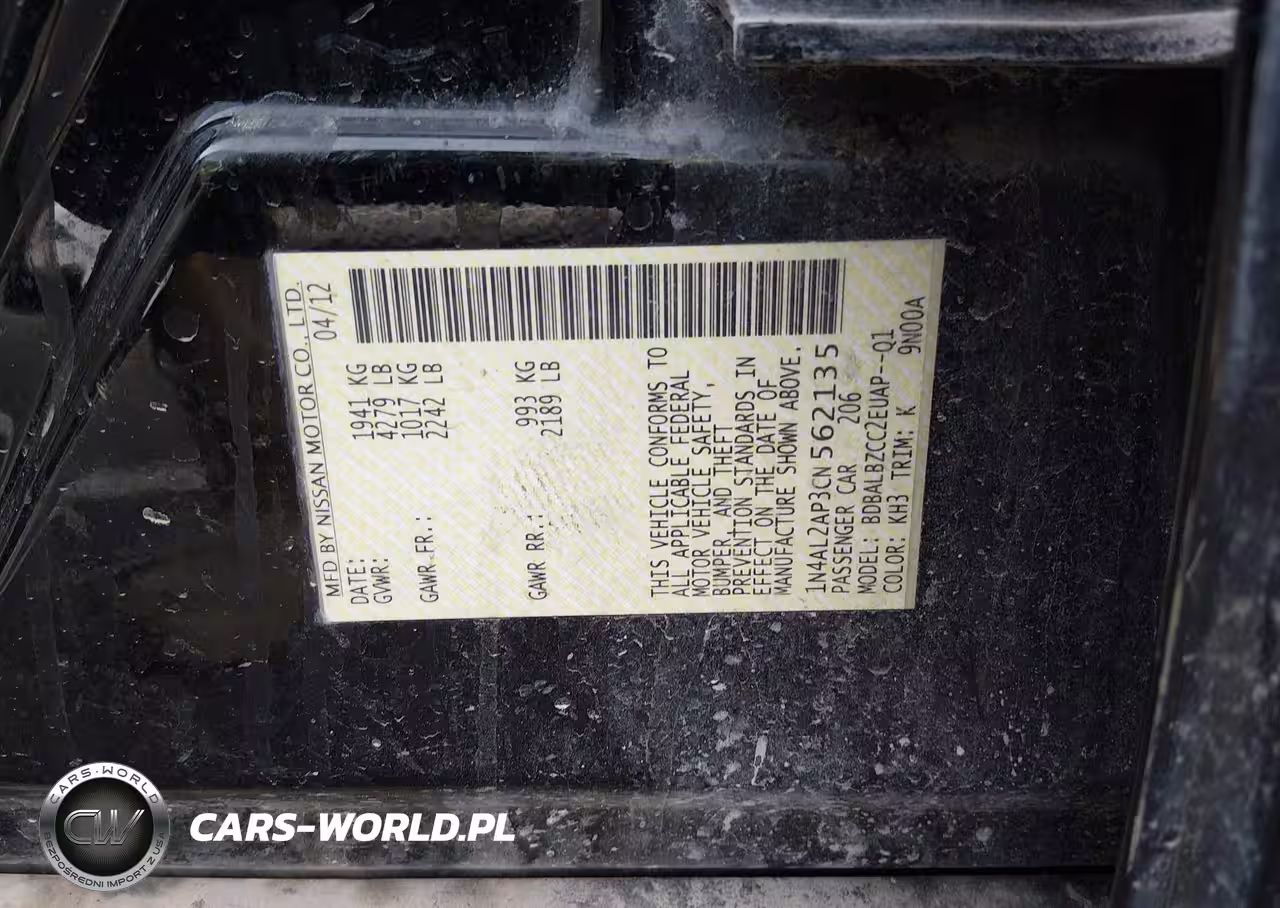 MFD BY NISSAN MOTOR CO., LTD.
DATE: 04/12
GVWR: 1941 KG
4279 LB
GAWR FR.: 1017 KG
2242 LB
GAWR RR.: 993 KG
2189 LB
THIS VEHICLE CONFORMS TO
ALL APPLICABLE FEDERAL
MOTOR VEHICLE SAFETY,
BUMPER, AND THEFT
PREVENTION STANDARDS IN
EFFECT ON THE DATE OF
MANUFACTURE SHOWN ABOVE.
1N4AL2AP3CN562135
PASSENGER CAR 206
MODEL: BDBALBZCC2EUAP--Q1
COLOR: KH3 TRIM: K 9N00A
CARS-WORLD
CW
BEZPOŚREDNI IMPORT Z USA
CARS-WORLD.PL